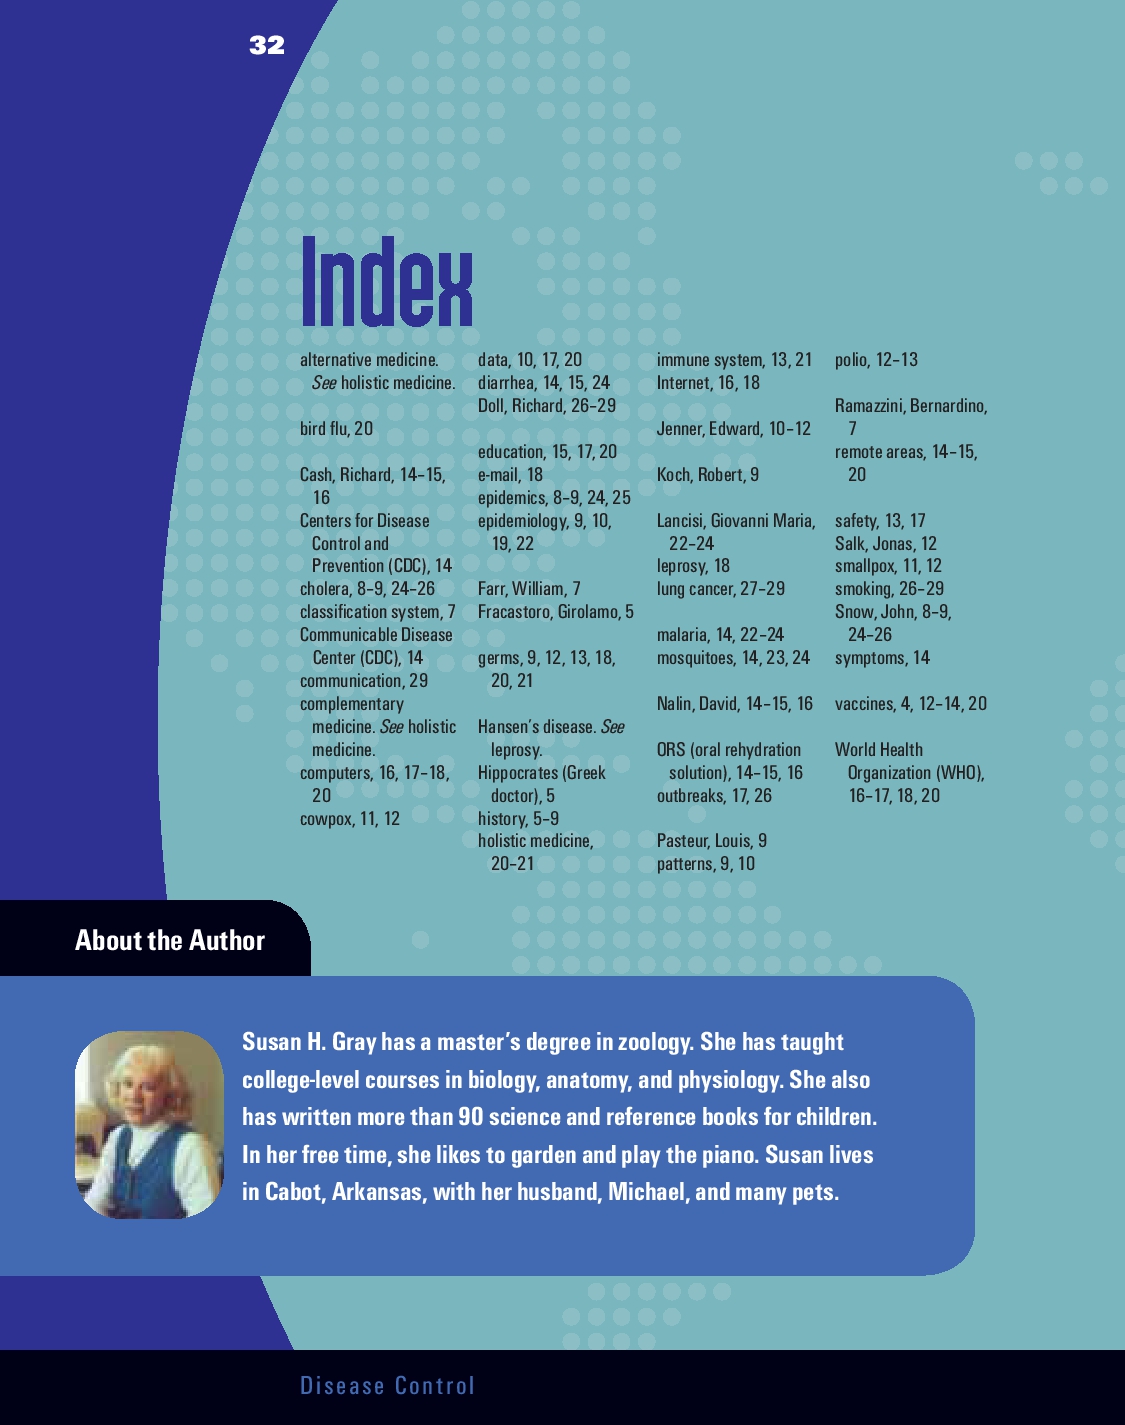 32
Index
alternative medicine.
See holistic medicine.
bird flu, 20
Cash, Richard, 14–15,
16
Centers for Disease
Control and
Prevention (CDC), 14
cholera, 8–9, 24–26
classification system, 7
Communicable Disease
Center (CDC), 14
communication, 29
complementary
medicine. See holistic
medicine.
computers, 16, 17–18,
20
cowpox, 11, 12
data, 10, 17, 20
diarrhea, 14, 15, 24
Doll, Richard, 26–29
education, 15, 17, 20
e-mail, 18
epidemics, 8–9, 24, 25
epidemiology, 9, 10,
19, 22
Farr, William, 7
Fracastoro, Girolamo, 5
germs, 9, 12, 13, 18,
20, 21
Hansen's disease. See
leprosy.
Hippocrates (Greek
doctor), 5
history, 5–9
holistic medicine,
20–21
immune system, 13, 21
Internet, 16, 18
Jenner, Edward, 10–12
Koch, Robert, 9
Lancisi, Giovanni Maria,
22–24
leprosy, 18
lung cancer, 27–29
malaria, 14, 22–24
mosquitoes, 14, 23, 24
Nalin, David, 14–15, 16
ORS (oral rehydration
solution), 14–15, 16
outbreaks, 17, 26
Pasteur, Louis, 9
patterns, 9, 10
polio, 12–13
Ramazzini, Bernardino,
7
remote areas, 14–15,
20
safety, 13, 17
Salk, Jonas, 12
smallpox, 11, 12
smoking, 26–29
Snow, John, 8–9,
24–26
symptoms, 14
vaccines, 4, 12–14, 20
World Health
Organization (WHO),
16–17, 18, 20
About the Author
Susan H. Gray has a master's degree in zoology. She has taught
college-level courses in biology, anatomy, and physiology. She also
has written more than 90 science and reference books for children.
In her free time, she likes to garden and play the piano. Susan lives
in Cabot, Arkansas, with her husband, Michael, and many pets.
Disease Control